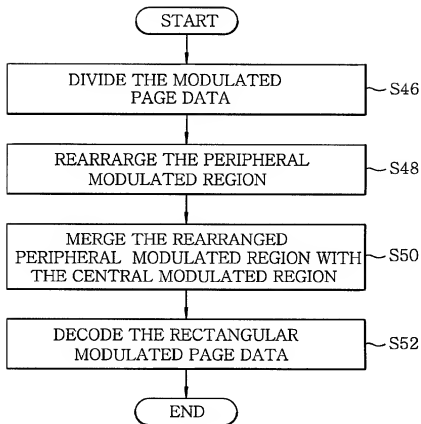 START
DIVIDE THE MODULATED
PAGE DATA
S46
REARRARGE THE PERIPHERAL
MODULATED REGION
S48
MERGE THE REARRANGED
PERIPHERAL MODULATED REGION WITH
THE CENTRAL MODULATED REGION
S50
DECODE THE RECTANGULAR
MODULATED PAGE DATA
S52
END